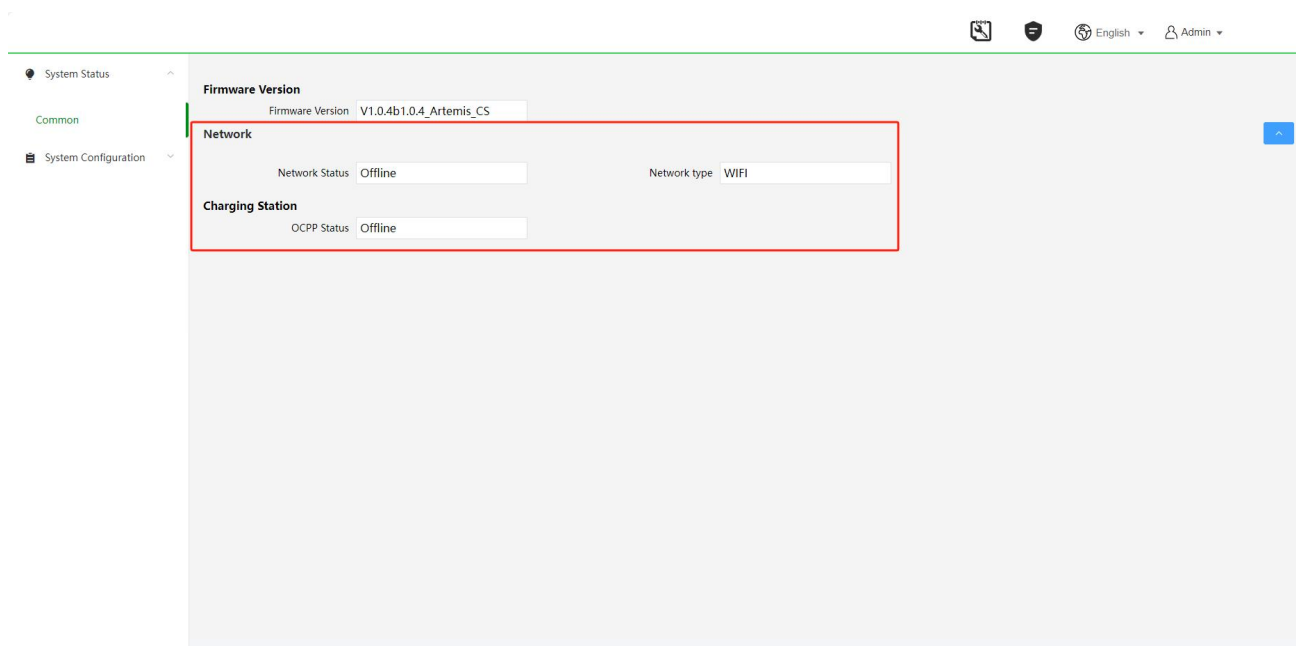 English Admin
System Status
Common
System Configuration
Firmware Version
Firmware Version V1.0.4b1.0.4_Artemis_CS
Network
Network Status Offline Network type WIFI
Charging Station
OCPP Status Offline